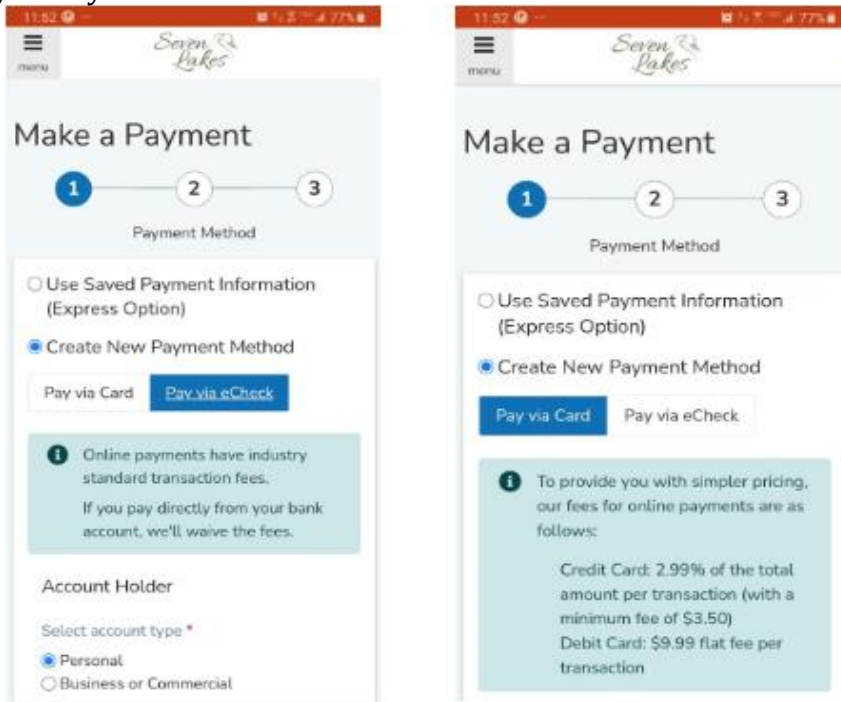 11:52
77%
menu
Seven
Lakes
Make a Payment
1
2
3
Payment Method
Use Saved Payment Information
(Express Option)
Create New Payment Method
Pay via Card
Pay via eCheck
Online payments have industry
standard transaction fees.
If you pay directly from your bank
account, we'll waive the fees.
Account Holder
Select account type *
Personal
Business or Commercial
11:52
77%
menu
Seven
Lakes
Make a Payment
1
2
3
Payment Method
Use Saved Payment Information
(Express Option)
Create New Payment Method
Pay via Card
Pay via eCheck
To provide you with simpler pricing,
our fees for online payments are as
follows:
Credit Card: 2.99% of the total
amount per transaction (with a
minimum fee of $3.50)
Debit Card: $9.99 flat fee per
transaction